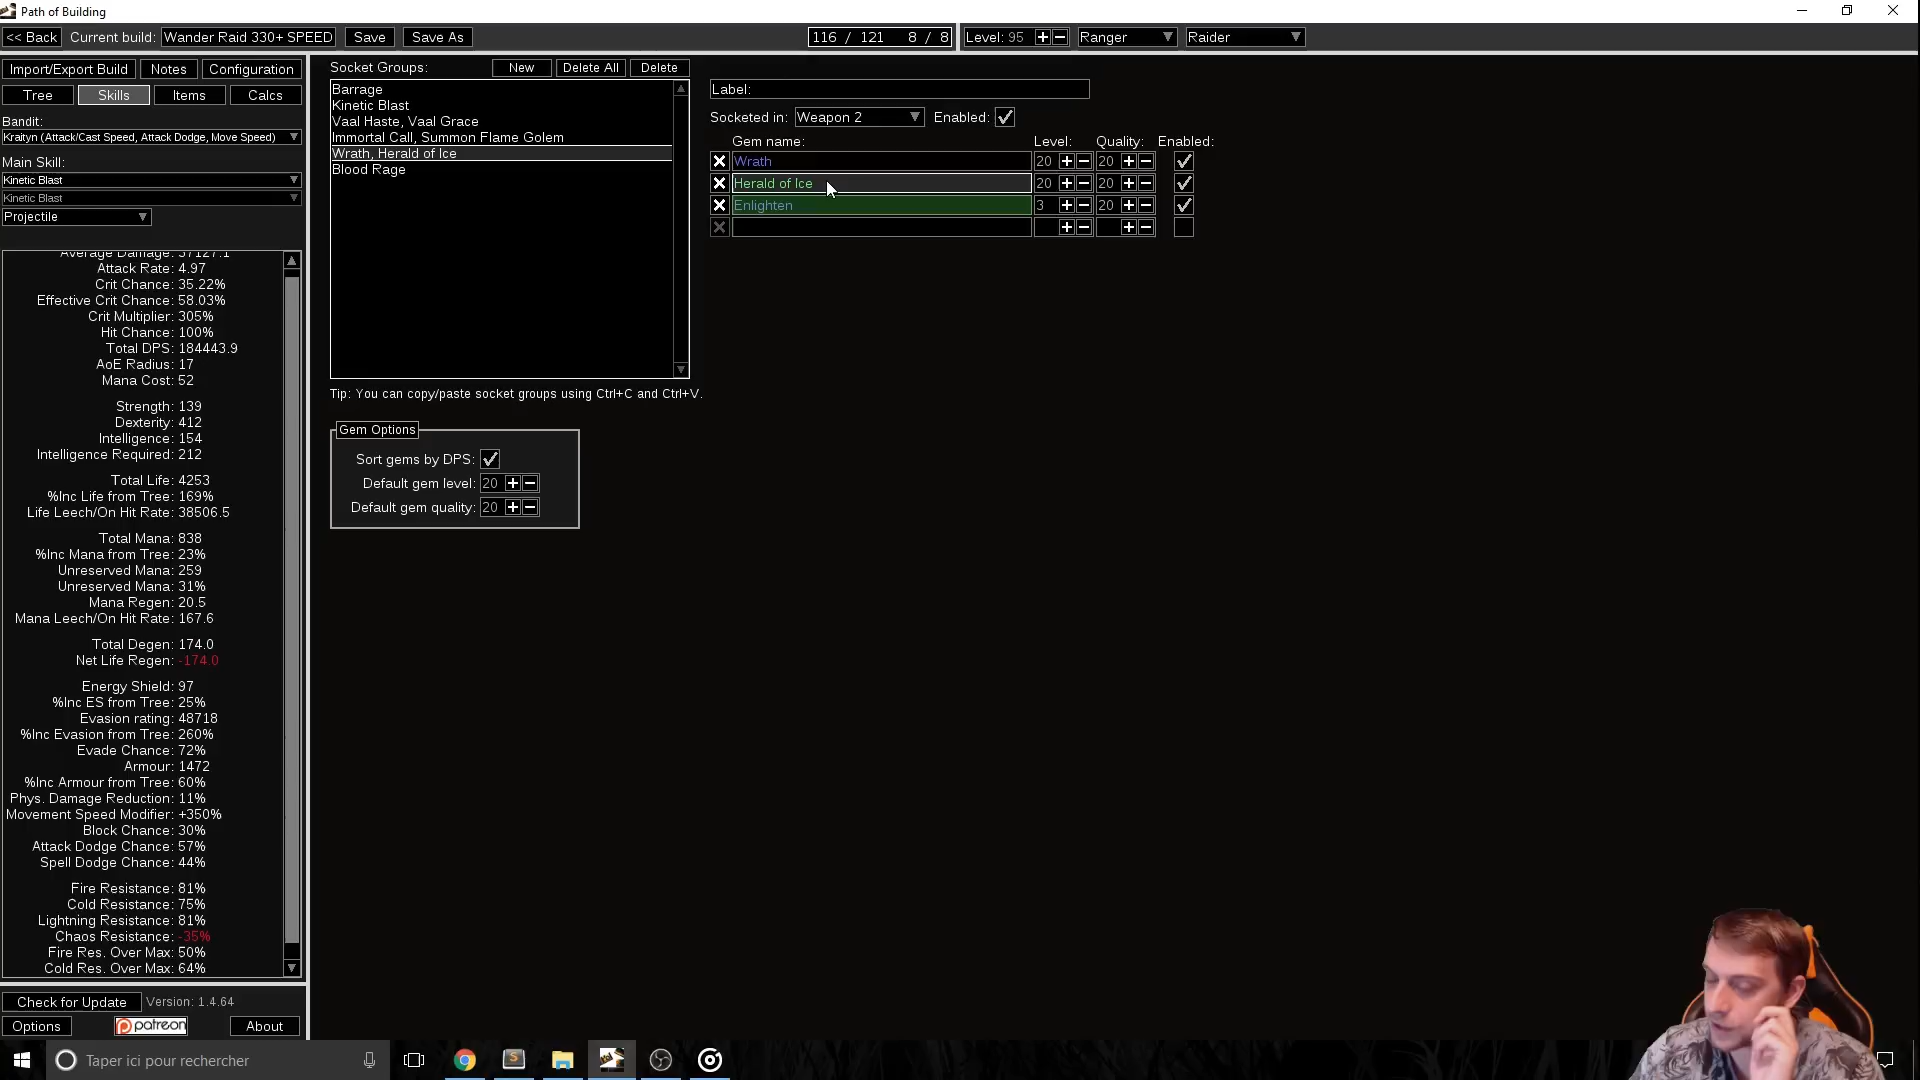 Path of Building
<< Back Current build: Wander Raid 330+ SPEED Save Save As 116 / 121 8 / 8 Level: 95 Ranger Raider
Import/Export Build Notes Configuration
Tree Skills Items Calcs
Bandit:
Kraityn (Attack/Cast Speed, Attack Dodge, Move Speed)
Main Skill:
Kinetic Blast
Kinetic Blast
Projectile
Average Damage: 37127.1
Attack Rate: 4.97
Crit Chance: 35.22%
Effective Crit Chance: 58.03%
Crit Multiplier: 305%
Hit Chance: 100%
Total DPS: 184443.9
AoE Radius: 17
Mana Cost: 52
Strength: 139
Dexterity: 412
Intelligence: 154
Intelligence Required: 212
Total Life: 4253
%Inc Life from Tree: 169%
Life Leech/On Hit Rate: 38506.5
Total Mana: 838
%Inc Mana from Tree: 23%
Unreserved Mana: 259
Unreserved Mana: 31%
Mana Regen: 20.5
Mana Leech/On Hit Rate: 167.6
Total Degen: 174.0
Net Life Regen: -174.0
Energy Shield: 97
%Inc ES from Tree: 25%
Evasion rating: 48718
%Inc Evasion from Tree: 260%
Evade Chance: 72%
Armour: 1472
%Inc Armour from Tree: 60%
Phys. Damage Reduction: 11%
Movement Speed Modifier: +350%
Block Chance: 30%
Attack Dodge Chance: 57%
Spell Dodge Chance: 44%
Fire Resistance: 81%
Cold Resistance: 75%
Lightning Resistance: 81%
Chaos Resistance: -35%
Fire Res. Over Max: 50%
Cold Res. Over Max: 64%
Check for Update Version: 1.4.64
Options patreon About
Socket Groups: New Delete All Delete
Barrage
Kinetic Blast
Vaal Haste, Vaal Grace
Immortal Call, Summon Flame Golem
Wrath, Herald of Ice
Blood Rage
Tip: You can copy/paste socket groups using Ctrl+C and Ctrl+V.
Gem Options
Sort gems by DPS:
Default gem level: 20
Default gem quality: 20
Label:
Socketed in: Weapon 2 Enabled:
Gem name: Level: Quality: Enabled:
Wrath 20 20
Herald of Ice 20 20
Enlighten 3 20
Taper ici pour rechercher